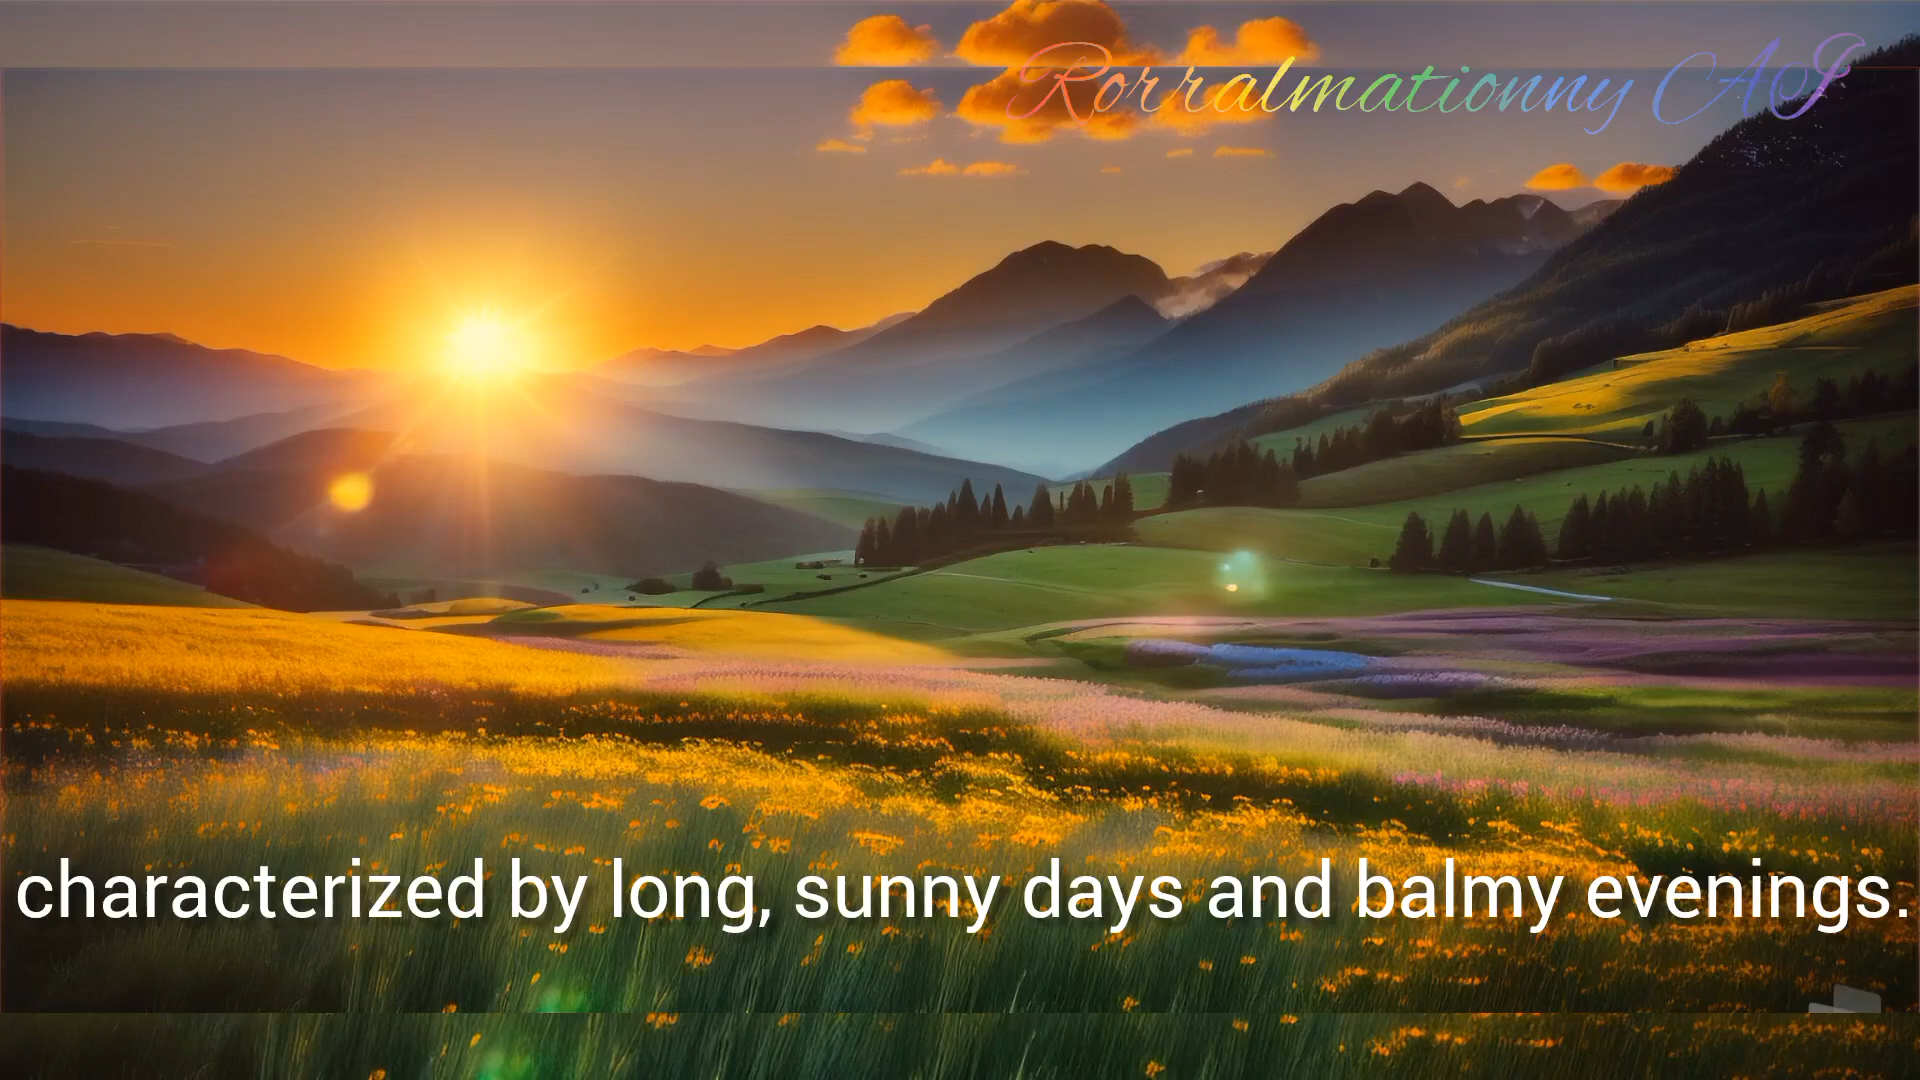 Rorralmationny AI
characterized by long, sunny days and balmy evenings.